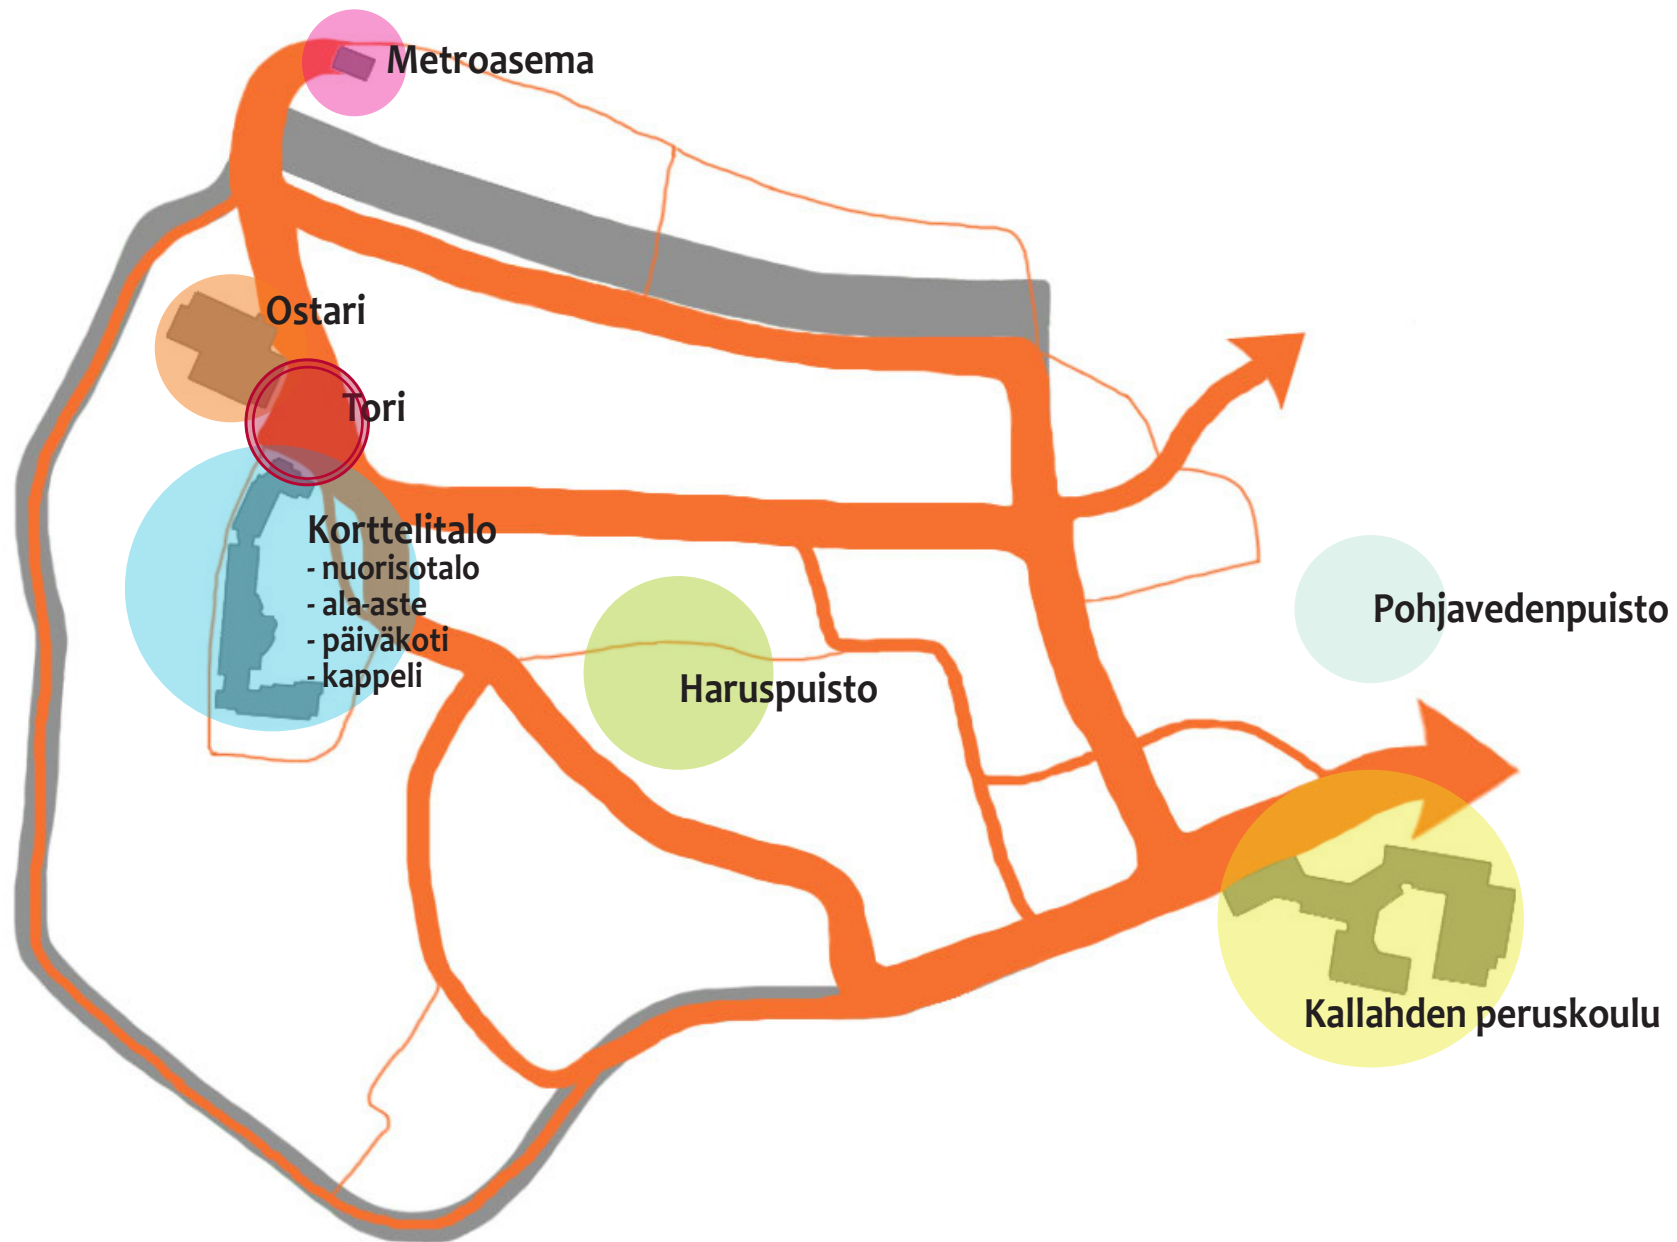 Metroasema
Ostari
Tori
Korttelitalo
- nuorisotalo
- ala-aste
- päiväkoti
- kappeli
Haruspuisto
Pohjavedenpuisto
Kallahden peruskoulu